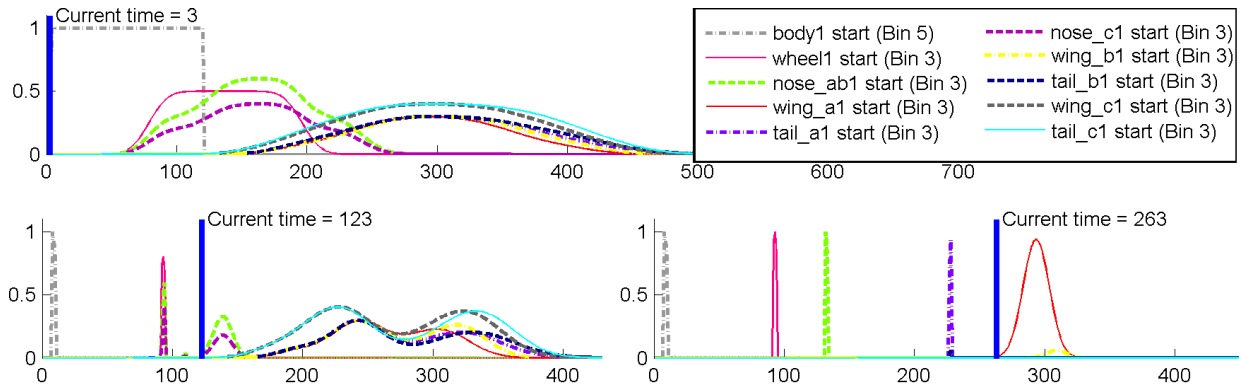 Current time = 3
1
0.5
0
0 100 200 300 400 500 600 700
body1 start (Bin 5)
wheel1 start (Bin 3)
nose_ab1 start (Bin 3)
wing_a1 start (Bin 3)
tail_a1 start (Bin 3)
nose_c1 start (Bin 3)
wing_b1 start (Bin 3)
tail_b1 start (Bin 3)
wing_c1 start (Bin 3)
tail_c1 start (Bin 3)
Current time = 123
1
0.5
0
0 100 200 300 400
Current time = 263
1
0.5
0
0 100 200 300 400